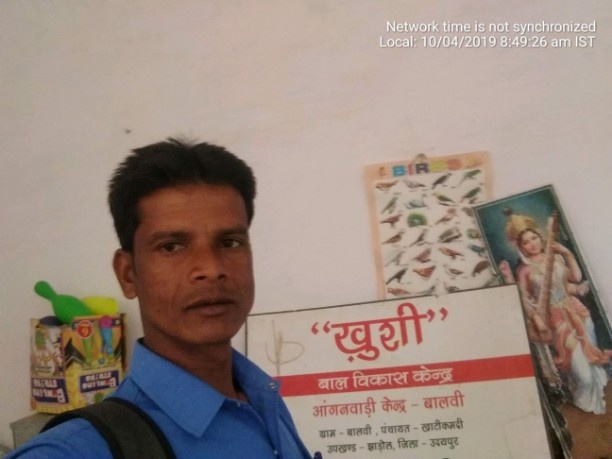 Network time is not synchronized
Local: 10/04/2019 8:49:26 am IST
BIRDS
"ख़ुशी"
बाल विकास केन्द्र
आंगनवाड़ी केन्द्र - बालवी
ग्राम - बालवी, पंचायत - खाटीकमदी
उपखण्ड - झाड़ोल, जिला - उदयपुर